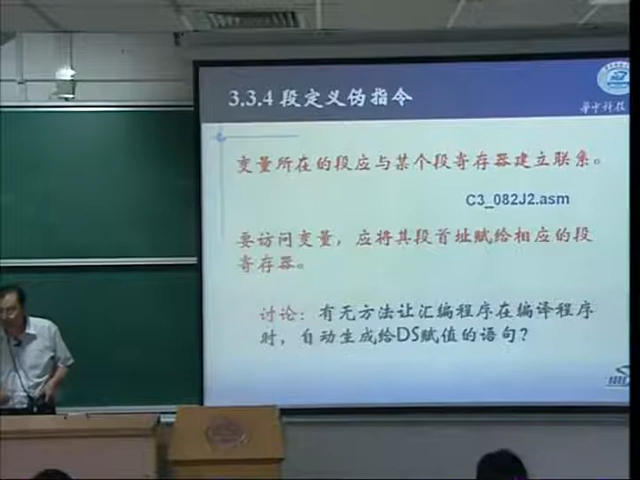 3.3.4 段定义伪指令
华中科技
变量所在的段应与某个段寄存器建立联系。
C3_082J2.asm
要访问变量，应将其段首址赋给相应的段
寄存器。
讨论：有无方法让汇编程序在编译程序
时，自动生成给DS赋值的语句？